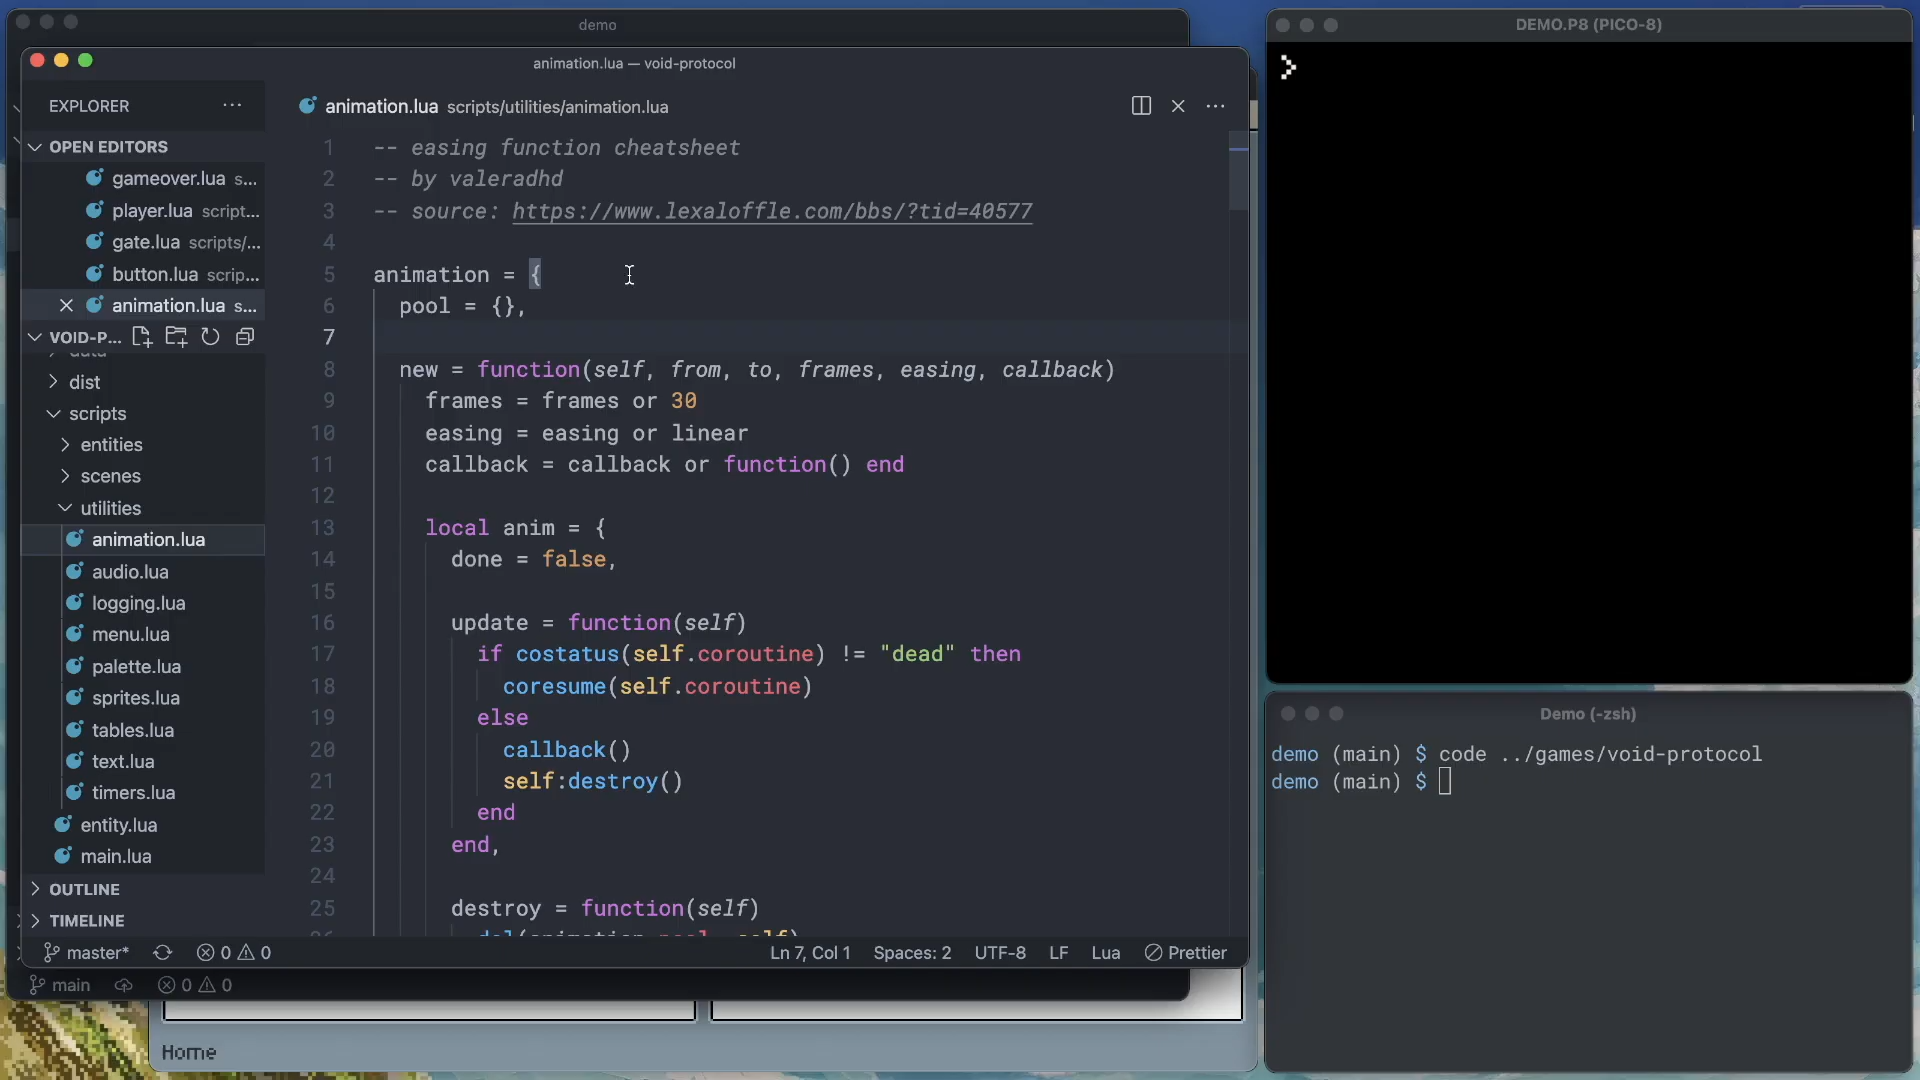 demo
animation.lua — void-protocol
EXPLORER
OPEN EDITORS
gameover.lua s...
player.lua script...
gate.lua scripts/...
button.lua scrip...
animation.lua s...
VOID-P...
data
dist
scripts
entities
scenes
utilities
animation.lua
audio.lua
logging.lua
menu.lua
palette.lua
sprites.lua
tables.lua
text.lua
timers.lua
entity.lua
main.lua
OUTLINE
TIMELINE
animation.lua scripts/utilities/animation.lua
1 -- easing function cheatsheet
2 -- by valeradhd
3 -- source: https://www.lexaloffle.com/bbs/?tid=40577
4
5 animation = {
6 pool = {},
7
8 new = function(self, from, to, frames, easing, callback)
9 frames = frames or 30
10 easing = easing or linear
11 callback = callback or function() end
12
13 local anim = {
14 done = false,
15
16 update = function(self)
17 if costatus(self.coroutine) != "dead" then
18 coresume(self.coroutine)
19 else
20 callback()
21 self:destroy()
22 end
23 end,
24
25 destroy = function(self)
26 del(animation.pool, self)
master* 0 0
Ln 7, Col 1 Spaces: 2 UTF-8 LF Lua Prettier
main 0 0
Home
DEMO.P8 (PICO-8)
>
Demo (-zsh)
demo (main) $ code ../games/void-protocol
demo (main) $